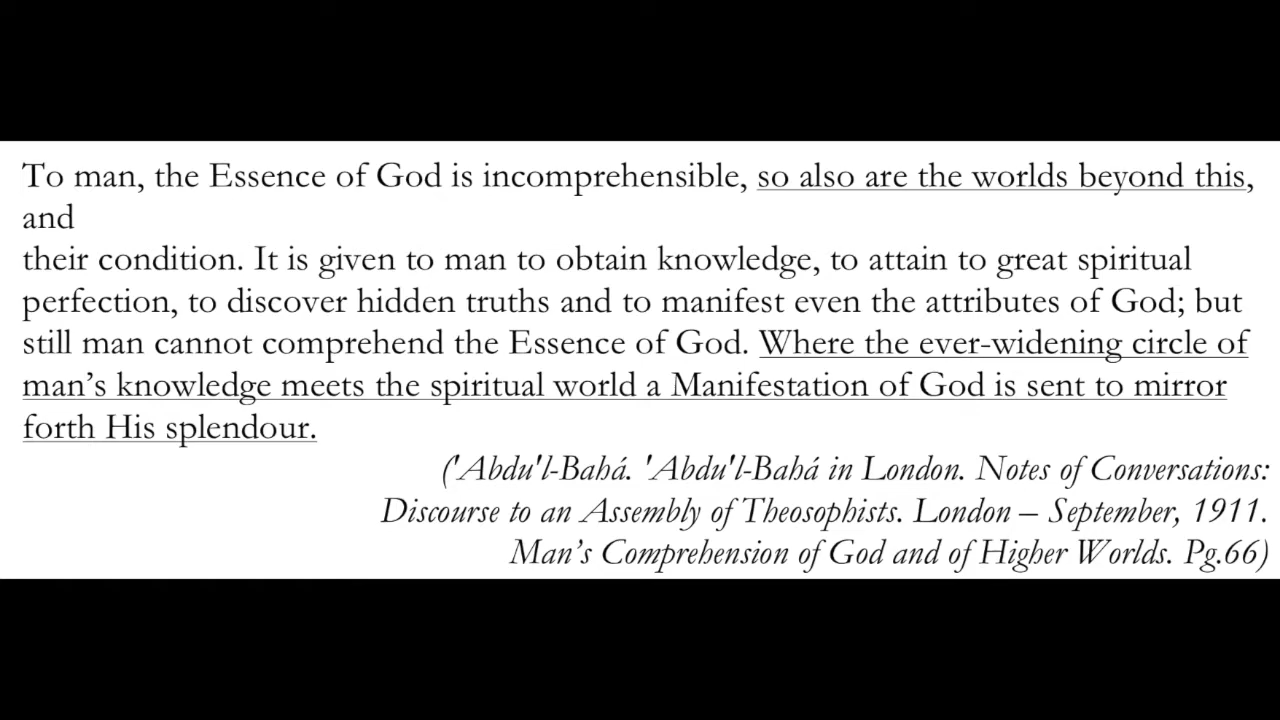 To man, the Essence of God is incomprehensible, so also are the worlds beyond this,
and
their condition. It is given to man to obtain knowledge, to attain to great spiritual
perfection, to discover hidden truths and to manifest even the attributes of God; but
still man cannot comprehend the Essence of God. Where the ever-widening circle of
man’s knowledge meets the spiritual world a Manifestation of God is sent to mirror
forth His splendour.
('Abdu'l-Bahá. 'Abdu'l-Bahá in London. Notes of Conversations:
Discourse to an Assembly of Theosophists. London – September, 1911.
Man’s Comprehension of God and of Higher Worlds. Pg.66)